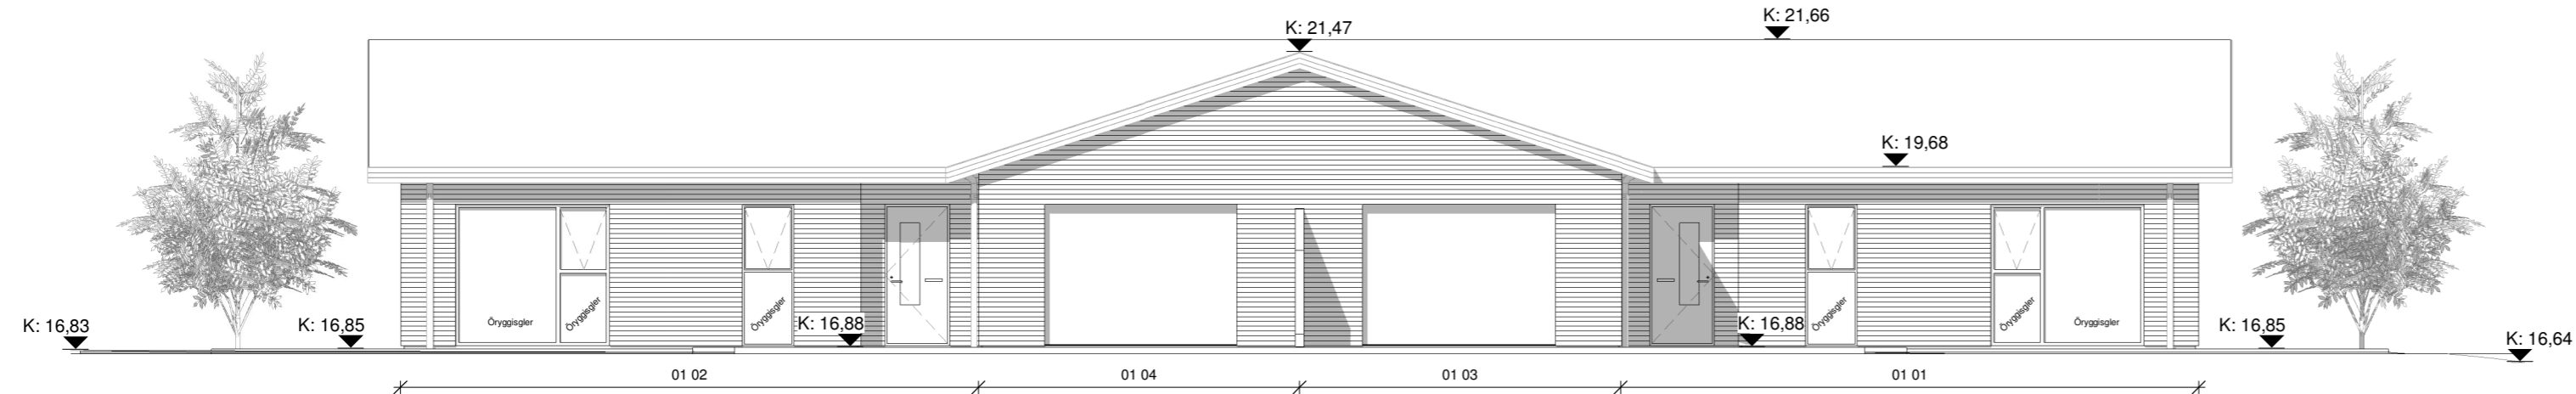 K: 21,66
K: 21,47
K: 19,68
Öryggisgler
Öryggisgler
Öryggisgler
Öryggisgler
Öryggisgler
Öryggisgler
K: 16,83
K: 16,85
K: 16,88
K: 16,88
K: 16,85
K: 16,64
01 02
01 04
01 03
01 01